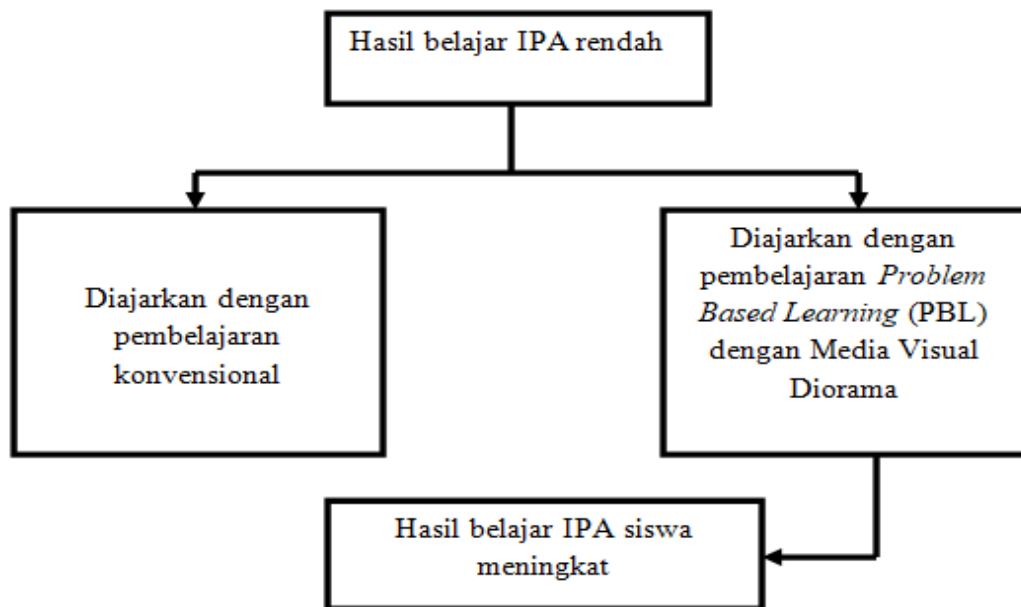 Hasil belajar IPA rendah
Diajarkan dengan
pembelajaran
konvensional
Diajarkan dengan
pembelajaran Problem
Based Learning (PBL)
dengan Media Visual
Diorama
Hasil belajar IPA siswa
meningkat